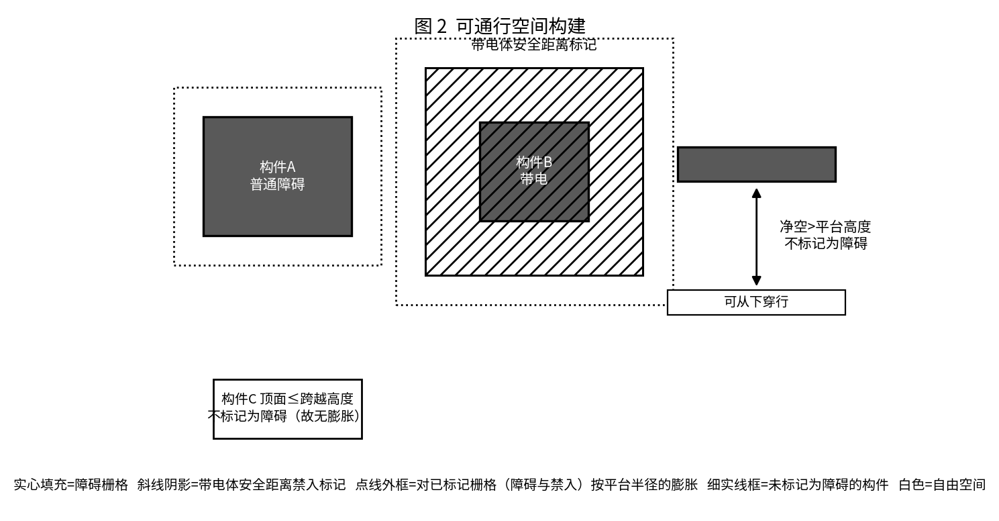 图 2 可通行空间构建
带电体安全距离标记
构件A
普通障碍
构件B
带电
净空>平台高度
不标记为障碍
可从下穿行
构件C 顶面≤跨越高度
不标记为障碍（故无膨胀）
实心填充=障碍栅格 斜线阴影=带电体安全距离禁入标记 点线外框=对已标记栅格（障碍与禁入）按平台半径的膨胀 细实线框=未标记为障碍的构件 白色=自由空间